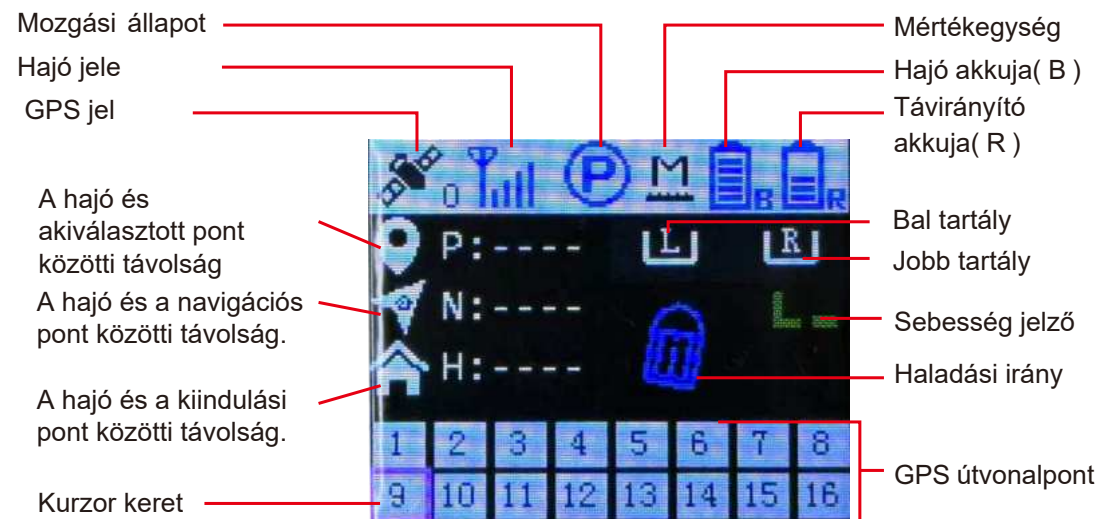 Mozgási állapot
Hajó jele
GPS jel
A hajó és
akiválasztott pont
közötti távolság
A hajó és a navigációs
pont közötti távolság.
A hajó és a kiindulási
pont közötti távolság.
Kurzor keret
Mértékegység
Hajó akkuja( B )
Távirányító
akkuja( R )
Bal tartály
Jobb tartály
Sebesség jelző
Haladási irány
GPS útvonalpont
0 P M B R
P:---- L R
N:---- L-
H:----
1 2 3 4 5 6 7 8
9 10 11 12 13 14 15 16